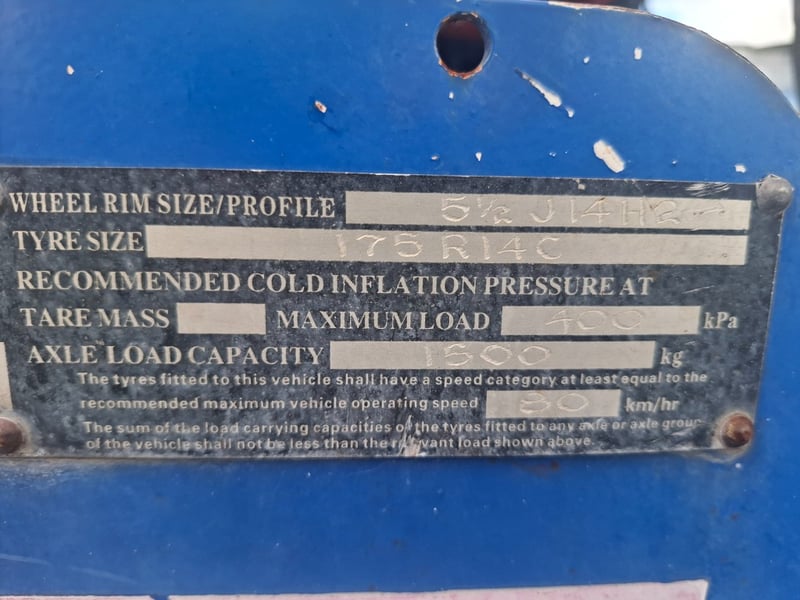 WHEEL RIM SIZE/PROFILE 5½ J 14 H2
TYRE SIZE 175 R 14 C
RECOMMENDED COLD INFLATION PRESSURE AT
TARE MASS MAXIMUM LOAD 400 kPa
AXLE LOAD CAPACITY 1500 kg
The tyres fitted to this vehicle shall have a speed category at least equal to the
recommended maximum vehicle operating speed 80 km/hr
The sum of the load carrying capacities of the tyres fitted to any axle or axle group
of the vehicle shall not be less than the relevant load shown above.